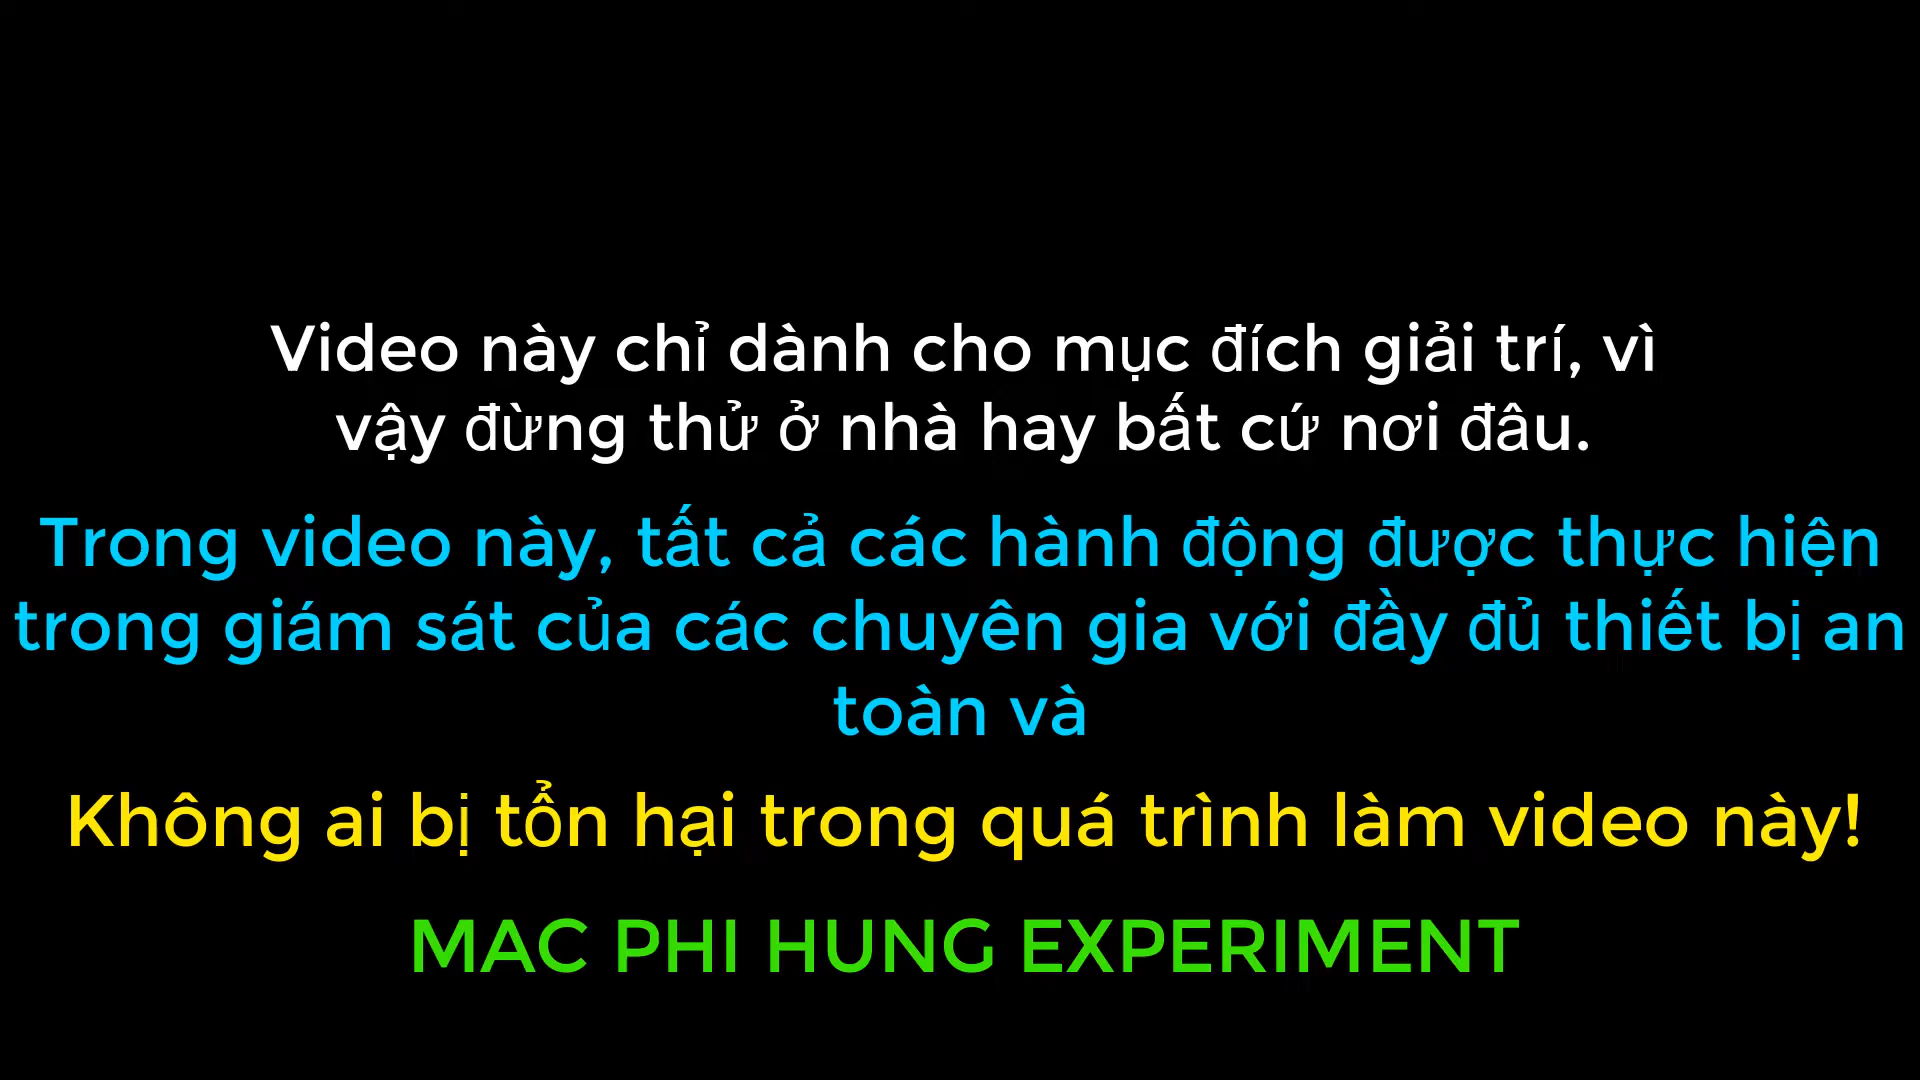 Video này chỉ dành cho mục đích giải trí, vì
vậy đừng thử ở nhà hay bất cứ nơi đâu.
Trong video này, tất cả các hành động được thực hiện
trong giám sát của các chuyên gia với đầy đủ thiết bị an
toàn và
Không ai bị tổn hại trong quá trình làm video này!
MAC PHI HUNG EXPERIMENT